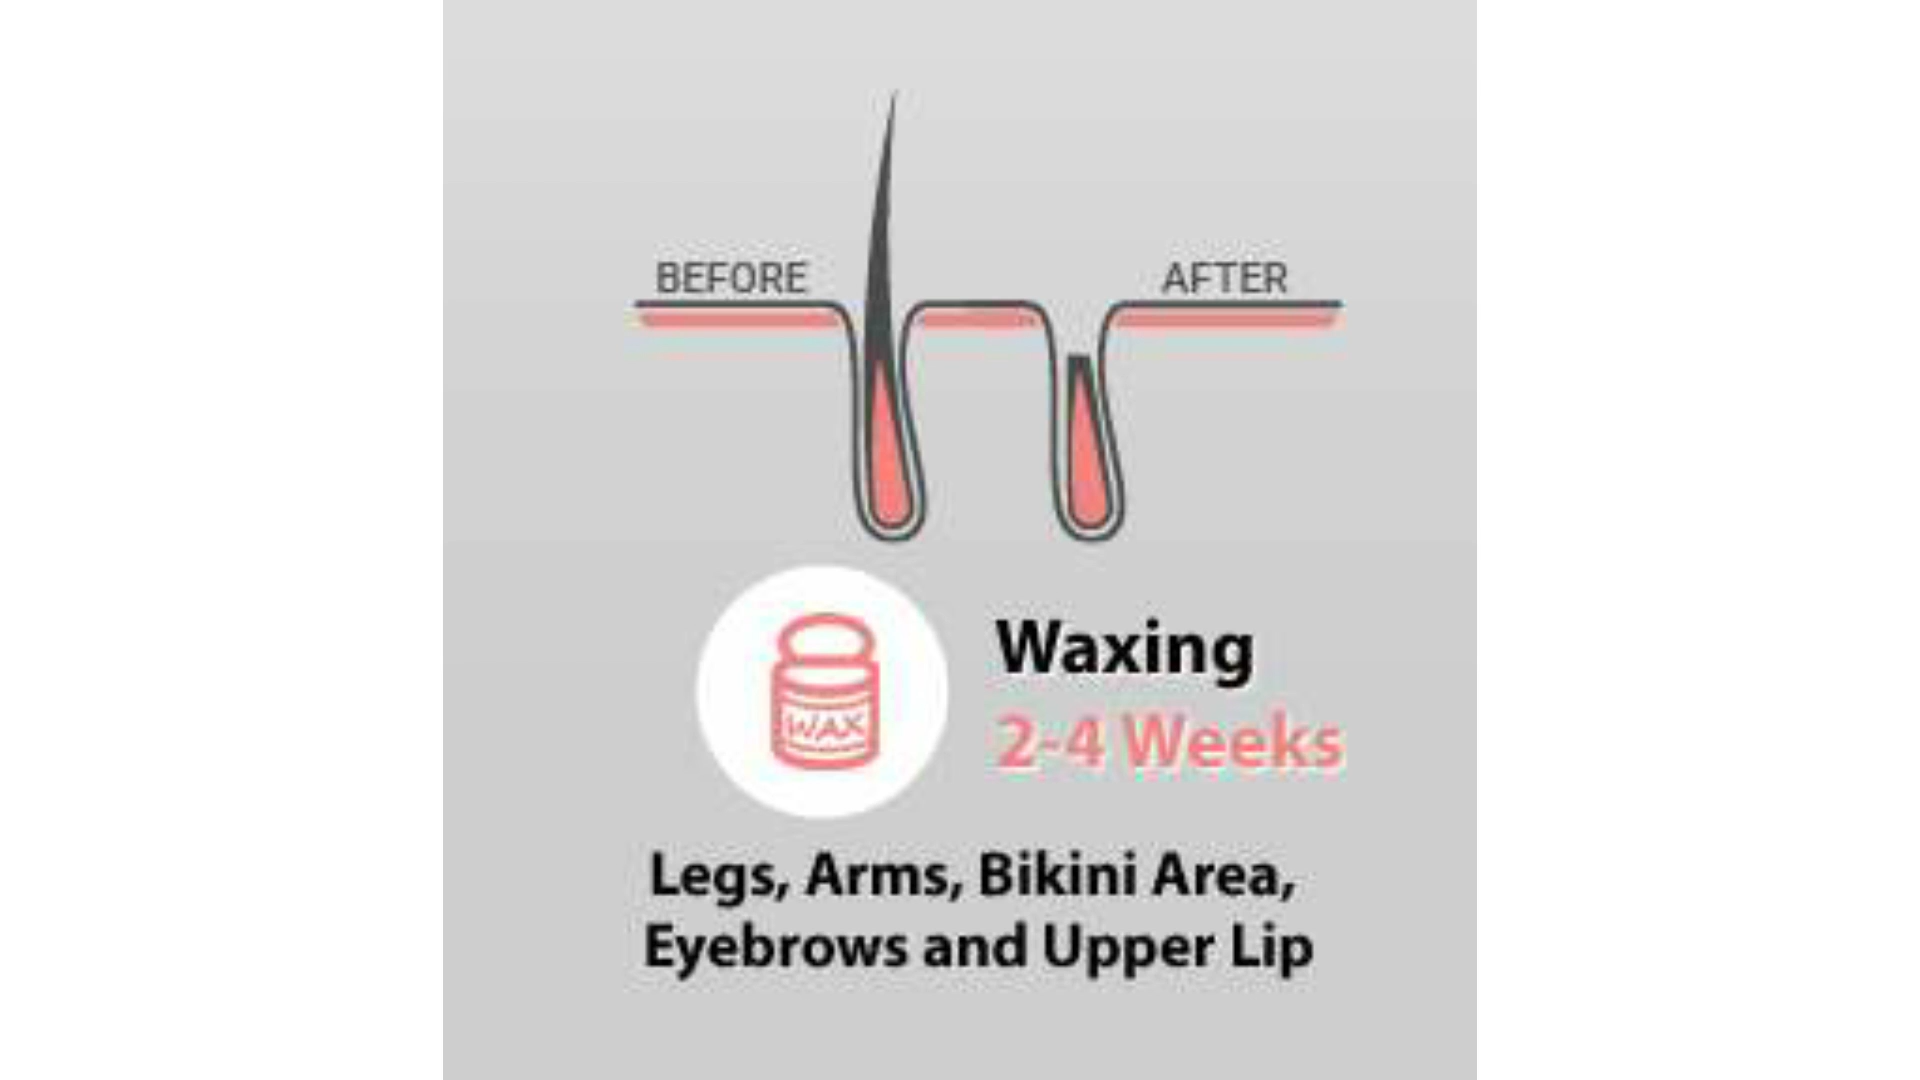 BEFORE
AFTER
WAX
Waxing
2-4 Weeks
Legs, Arms, Bikini Area,
Eyebrows and Upper Lip